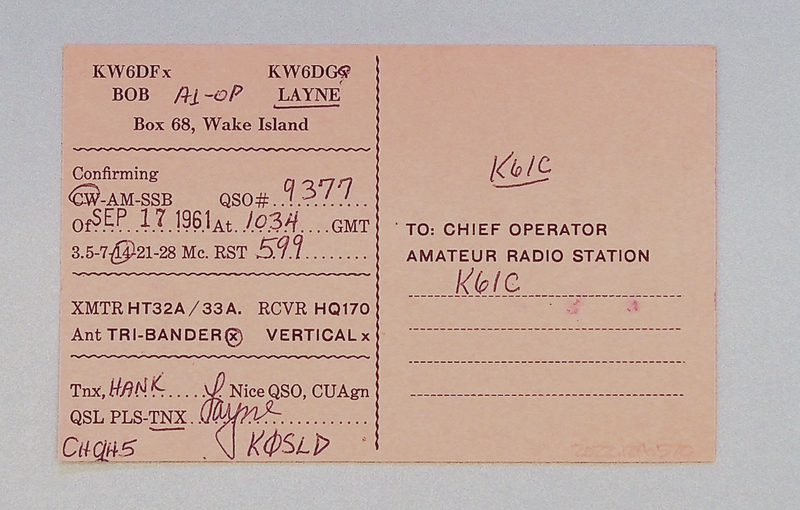 KW6DFx KW6DGx
BOB A1-OP LAYNE
Box 68, Wake Island
Confirming
CW-AM-SSB QSO# 9377
Of SEP 17 1961 At 1034 GMT
3.5-7-14-21-28 Mc. RST 599
XMTR HT32A / 33A. RCVR HQ170
Ant TRI-BANDER x VERTICAL x
Tnx, HANK Nice QSO, CUAgn
QSL PLS-TNX Layne
KØSLD
K6IC
TO: CHIEF OPERATOR
AMATEUR RADIO STATION
K6IC